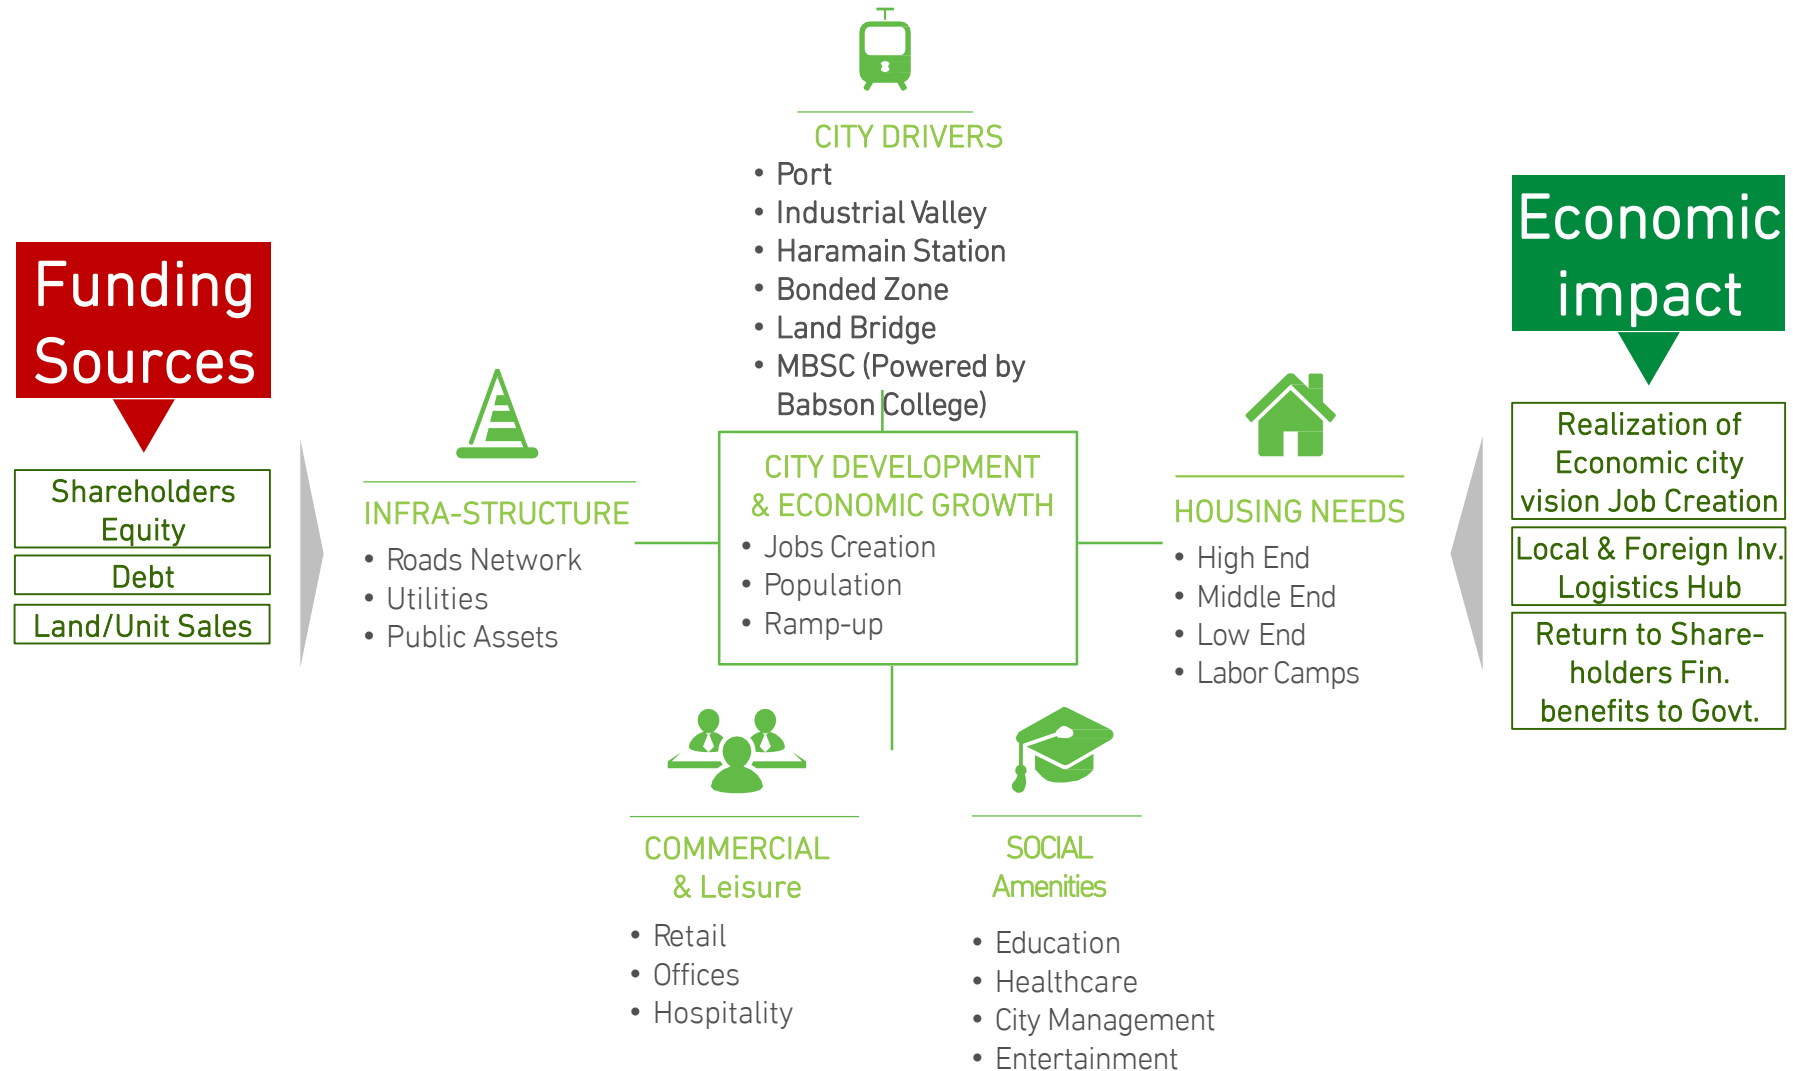 CITY DRIVERS
• Port
• Industrial Valley
• Haramain Station
• Bonded Zone
• Land Bridge
• MBSC (Powered by
Babson College)
Funding
Sources
Shareholders
Equity
Debt
Land/Unit Sales
INFRA-STRUCTURE
• Roads Network
• Utilities
• Public Assets
CITY DEVELOPMENT
& ECONOMIC GROWTH
• Jobs Creation
• Population
• Ramp-up
HOUSING NEEDS
• High End
• Middle End
• Low End
• Labor Camps
Economic
impact
Realization of
Economic city
vision Job Creation
Local & Foreign Inv.
Logistics Hub
Return to Share-
holders Fin.
benefits to Govt.
COMMERCIAL
& Leisure
• Retail
• Offices
• Hospitality
SOCIAL
Amenities
• Education
• Healthcare
• City Management
• Entertainment